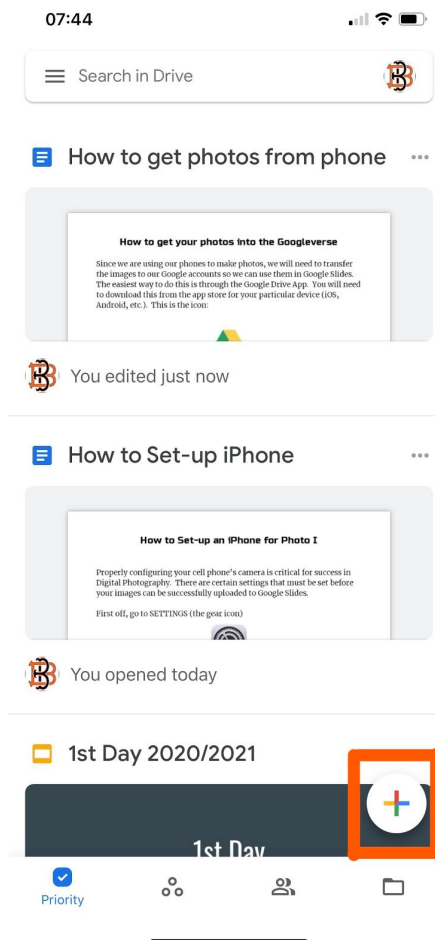 07:44
Search in Drive
How to get photos from phone
How to get your photos into the Googleverse
Since we are using our phones to make photos, we will need to transfer
the images to our Google accounts so we can use them in Google Slides.
The easiest way to do this is through the Google Drive App. You will need
to download this from the app store for your particular device (iOS,
Android, etc.). This is the icon:
You edited just now
How to Set-up iPhone
How to Set-up an iPhone for Photo I
Properly configuring your cell phone's camera is critical for success in
Digital Photography. There are certain settings that must be set before
your images can be successfully uploaded to Google Slides.
First off, go to SETTINGS (the gear icon)
You opened today
1st Day 2020/2021
1st Day
Priority